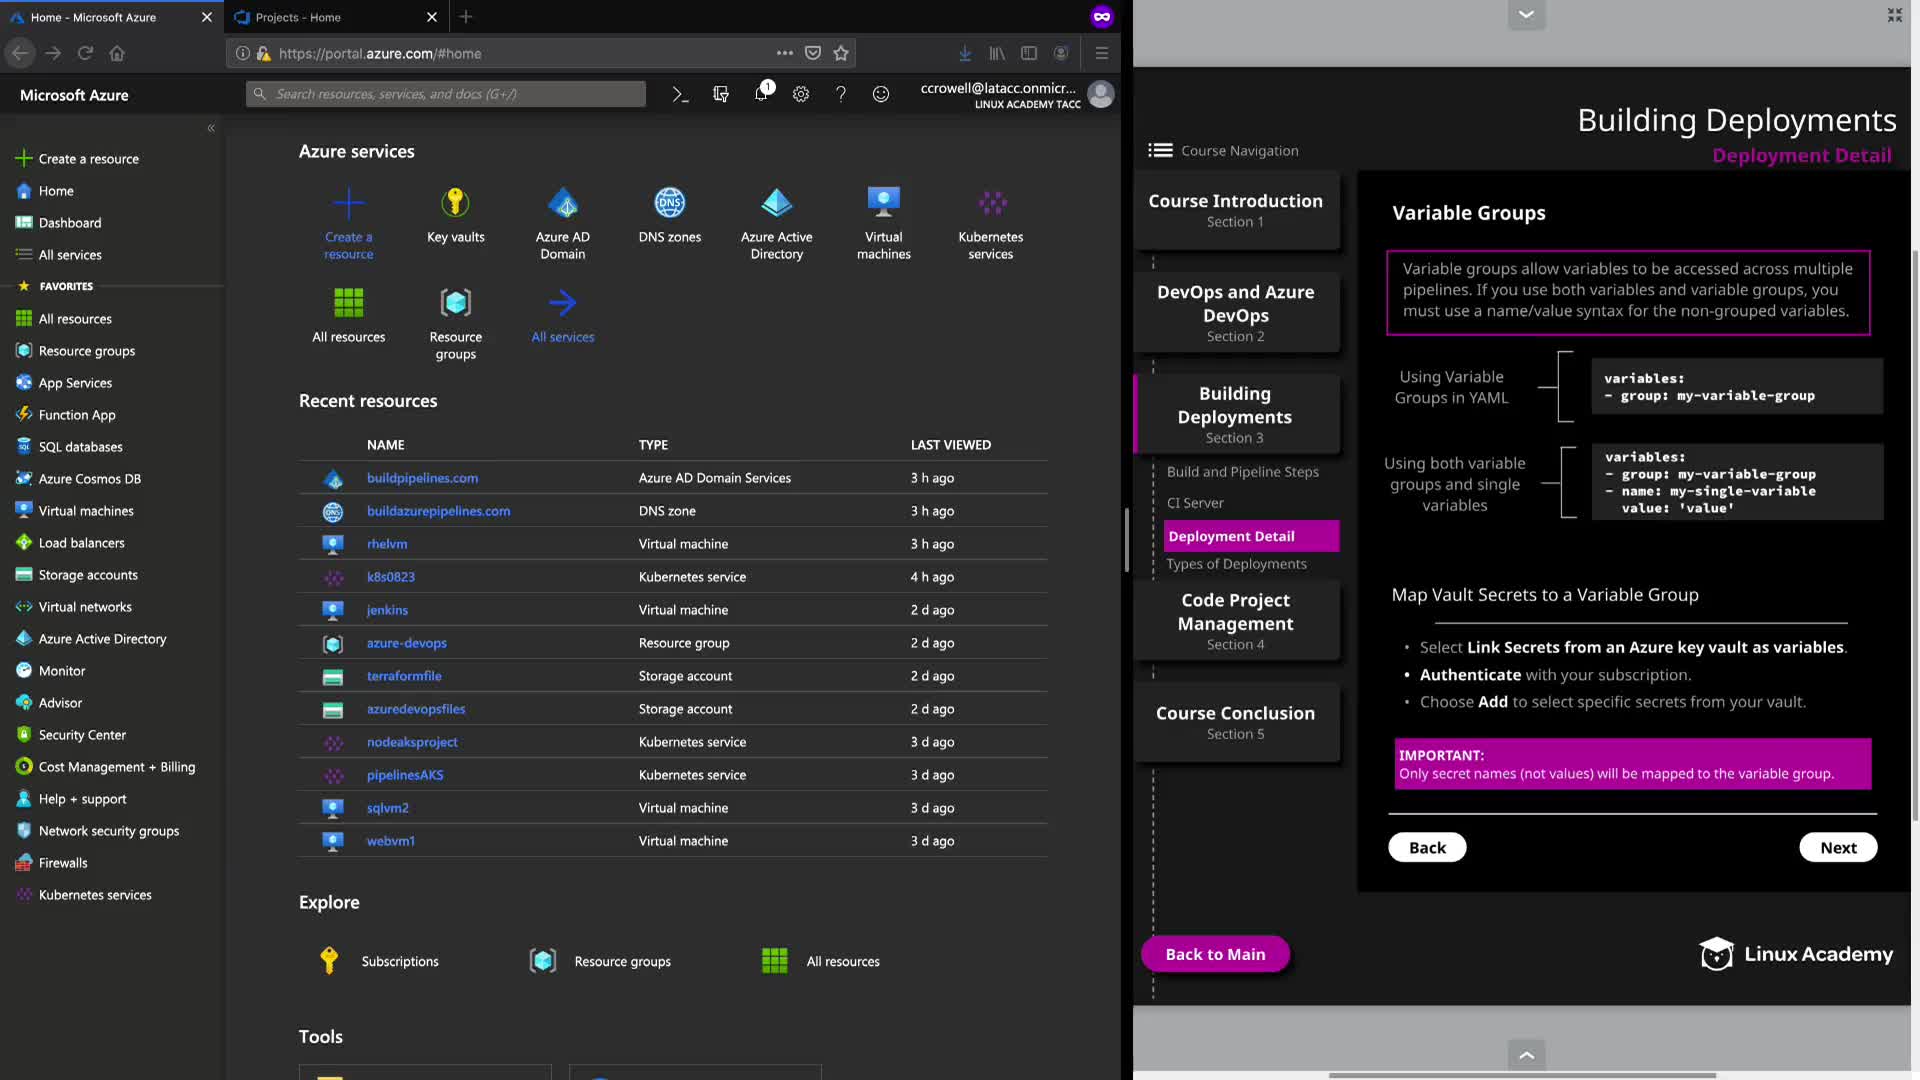 Home - Microsoft Azure
Projects - Home
https://portal.azure.com/#home
Microsoft Azure
Search resources, services, and docs (G+/)
1
ccrowell@latacc.onmicr...
LINUX ACADEMY TACC
Create a resource
Home
Dashboard
All services
FAVORITES
All resources
Resource groups
App Services
Function App
SQL databases
Azure Cosmos DB
Virtual machines
Load balancers
Storage accounts
Virtual networks
Azure Active Directory
Monitor
Advisor
Security Center
Cost Management + Billing
Help + support
Network security groups
Firewalls
Kubernetes services
Azure services
Create a
resource
Key vaults
Azure AD
Domain
DNS
DNS zones
Azure Active
Directory
Virtual
machines
Kubernetes
services
All resources
Resource
groups
All services
Recent resources
NAME TYPE LAST VIEWED
buildpipelines.com Azure AD Domain Services 3 h ago
buildazurepipelines.com DNS zone 3 h ago
rhelvm Virtual machine 3 h ago
k8s0823 Kubernetes service 4 h ago
jenkins Virtual machine 2 d ago
azure-devops Resource group 2 d ago
terraformfile Storage account 2 d ago
azuredevopsfiles Storage account 2 d ago
nodeaksproject Kubernetes service 3 d ago
pipelinesAKS Kubernetes service 3 d ago
sqlvm2 Virtual machine 3 d ago
webvm1 Virtual machine 3 d ago
Explore
Subscriptions
Resource groups
All resources
Tools
Building Deployments
Deployment Detail
Course Navigation
Course Introduction
Section 1
DevOps and Azure
DevOps
Section 2
Building
Deployments
Section 3
Build and Pipeline Steps
CI Server
Deployment Detail
Types of Deployments
Code Project
Management
Section 4
Course Conclusion
Section 5
Back to Main
Variable Groups
Variable groups allow variables to be accessed across multiple
pipelines. If you use both variables and variable groups, you
must use a name/value syntax for the non-grouped variables.
Using Variable
Groups in YAML
variables:
- group: my-variable-group
Using both variable
groups and single
variables
variables:
- group: my-variable-group
- name: my-single-variable
value: 'value'
Map Vault Secrets to a Variable Group
• Select Link Secrets from an Azure key vault as variables.
• Authenticate with your subscription.
• Choose Add to select specific secrets from your vault.
IMPORTANT:
Only secret names (not values) will be mapped to the variable group.
Back
Next
Linux Academy